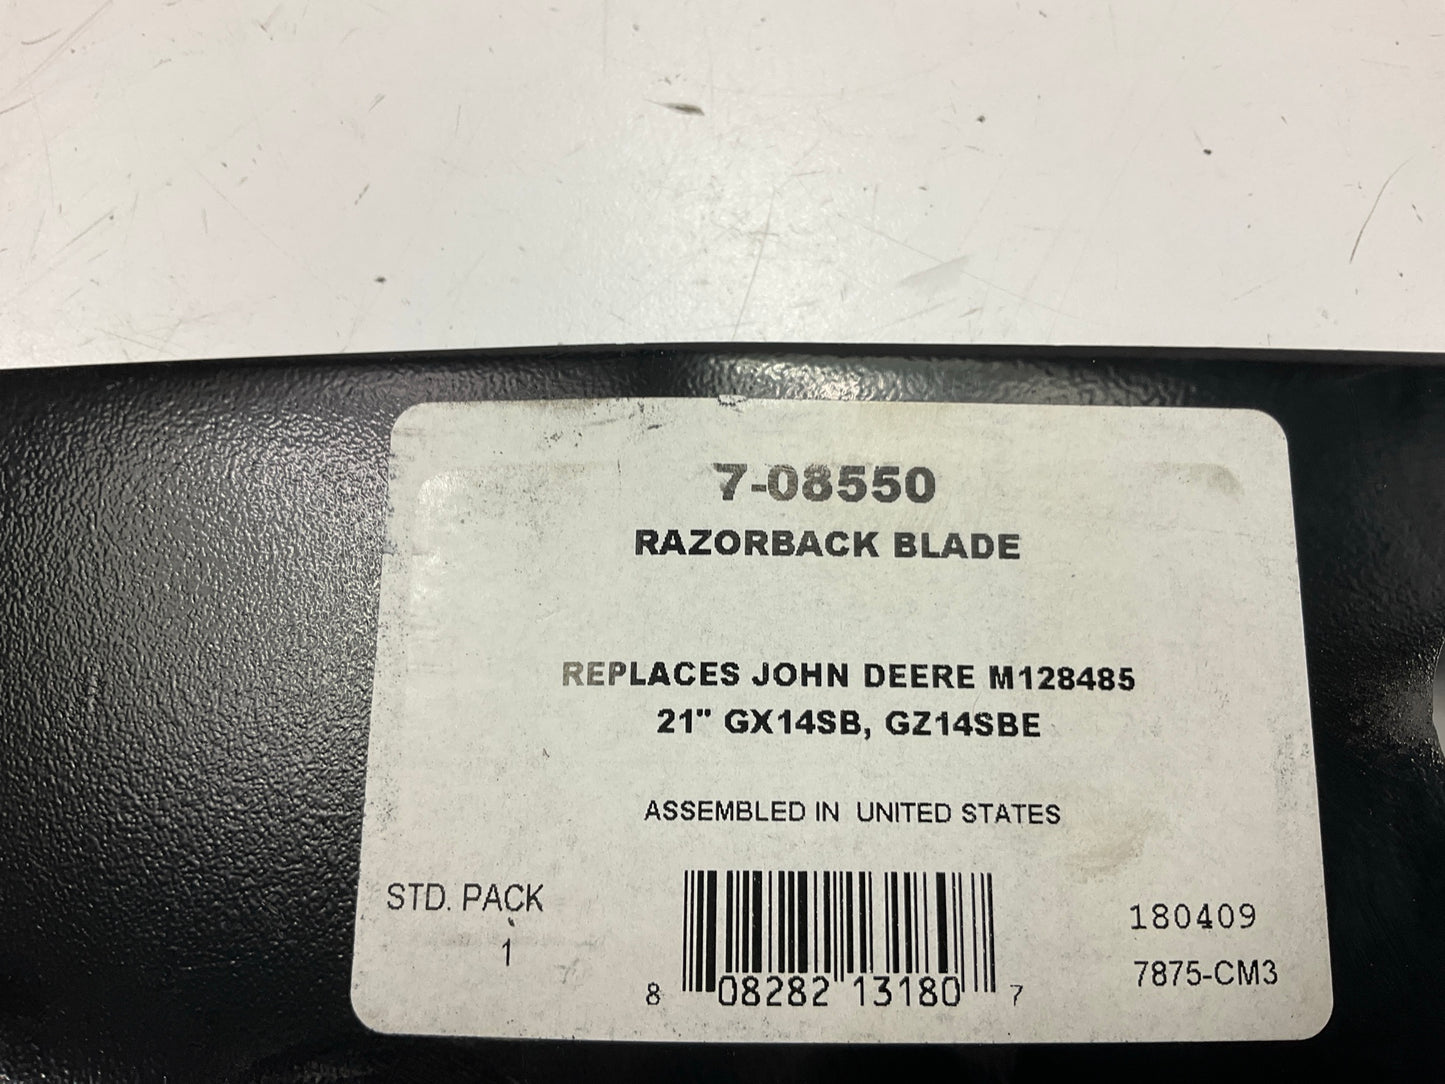 7-08550
RAZORBACK BLADE
REPLACES JOHN DEERE M128485
21" GX14SB, GZ14SBE
ASSEMBLED IN UNITED STATES
STD. PACK
1
8 08282 13180 7
180409
7875-CM3